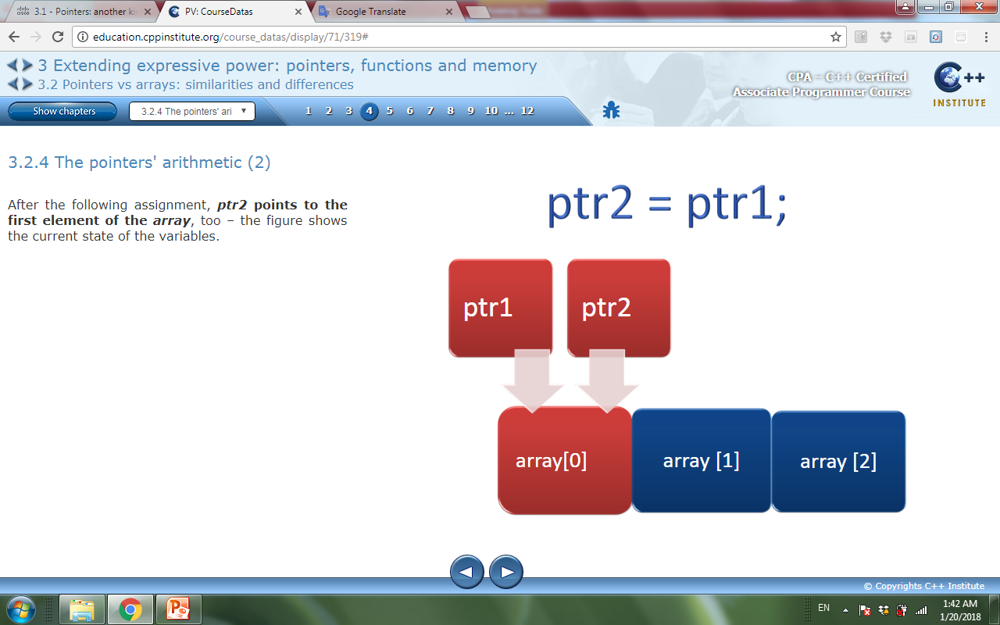 3.1 - Pointers: another ki
PV: CourseDatas
Google Translate
education.cppinstitute.org/course_datas/display/71/319#
3 Extending expressive power: pointers, functions and memory
3.2 Pointers vs arrays: similarities and differences
CPA – C++ Certified
Associate Programmer Course
C++
INSTITUTE
Show chapters
3.2.4 The pointers' ari
1 2 3 4 5 6 7 8 9 10 ... 12
3.2.4 The pointers' arithmetic (2)
After the following assignment, ptr2 points to the
first element of the array, too – the figure shows
the current state of the variables.
ptr2 = ptr1;
ptr1
ptr2
array[0]
array [1]
array [2]
© Copyrights C++ Institute
EN
1:42 AM
1/20/2018